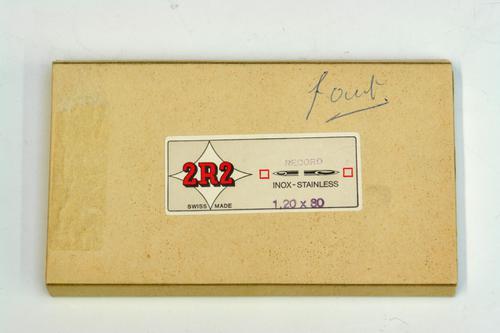 fout
2R2
SWISS MADE
RECORD
INOX-STAINLESS
1,20 x 80